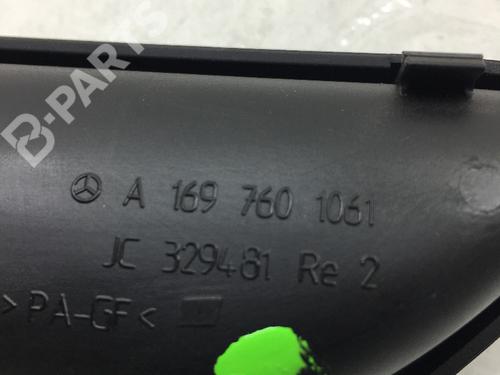 B-PARTS
A 169 760 1061
JC 329481 Re 2
>PA-GF<